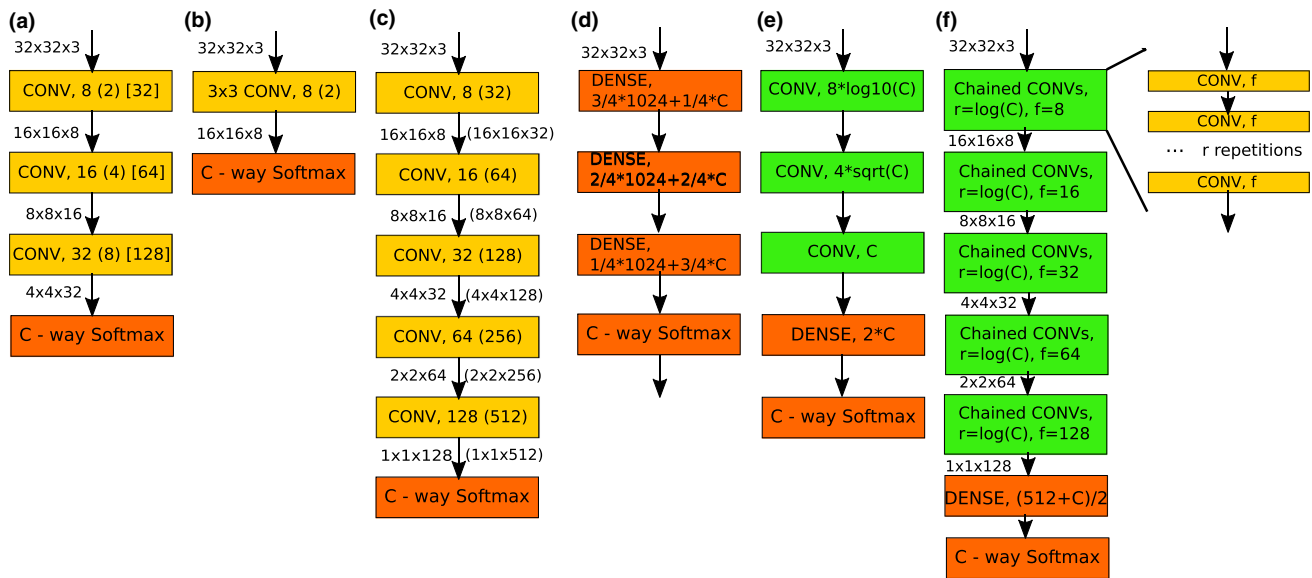 (a)
32x32x3
CONV, 8 (2) [32]
16x16x8
CONV, 16 (4) [64]
8x8x16
CONV, 32 (8) [128]
4x4x32
C - way Softmax
(b)
32x32x3
3x3 CONV, 8 (2)
16x16x8
C - way Softmax
(c)
32x32x3
CONV, 8 (32)
16x16x8 (16x16x32)
CONV, 16 (64)
8x8x16 (8x8x64)
CONV, 32 (128)
4x4x32 (4x4x128)
CONV, 64 (256)
2x2x64 (2x2x256)
CONV, 128 (512)
1x1x128 (1x1x512)
C - way Softmax
(d)
32x32x3
DENSE,
3/4*1024+1/4*C
DENSE,
2/4*1024+2/4*C
DENSE,
1/4*1024+3/4*C
C - way Softmax
(e)
32x32x3
CONV, 8*log10(C)
CONV, 4*sqrt(C)
CONV, C
DENSE, 2*C
C - way Softmax
(f)
32x32x3
Chained CONVs,
r=log(C), f=8
16x16x8
Chained CONVs,
r=log(C), f=16
8x8x16
Chained CONVs,
r=log(C), f=32
4x4x32
Chained CONVs,
r=log(C), f=64
2x2x64
Chained CONVs,
r=log(C), f=128
1x1x128
DENSE, (512+C)/2
C - way Softmax
CONV, f
CONV, f
... r repetitions
CONV, f